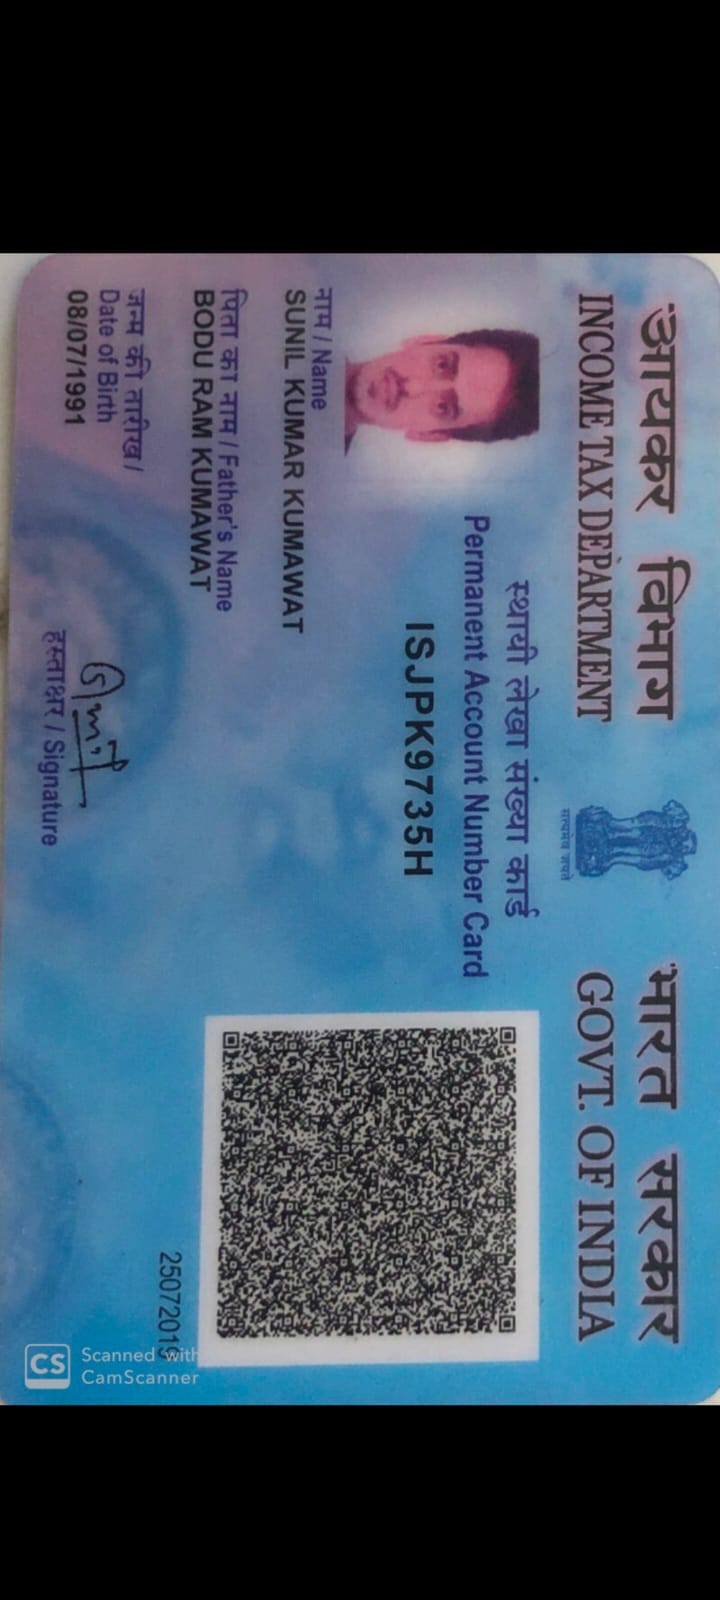 आयकर विभाग
INCOME TAX DEPARTMENT
सत्यमेव जयते
भारत सरकार
GOVT. OF INDIA
स्थायी लेखा संख्या कार्ड
Permanent Account Number Card
ISJPK9735H
नाम / Name
SUNIL KUMAR KUMAWAT
पिता का नाम / Father's Name
BODU RAM KUMAWAT
जन्म की तारीख /
Date of Birth
08/07/1991
हस्ताक्षर / Signature
25072019
CS
Scanned with
CamScanner